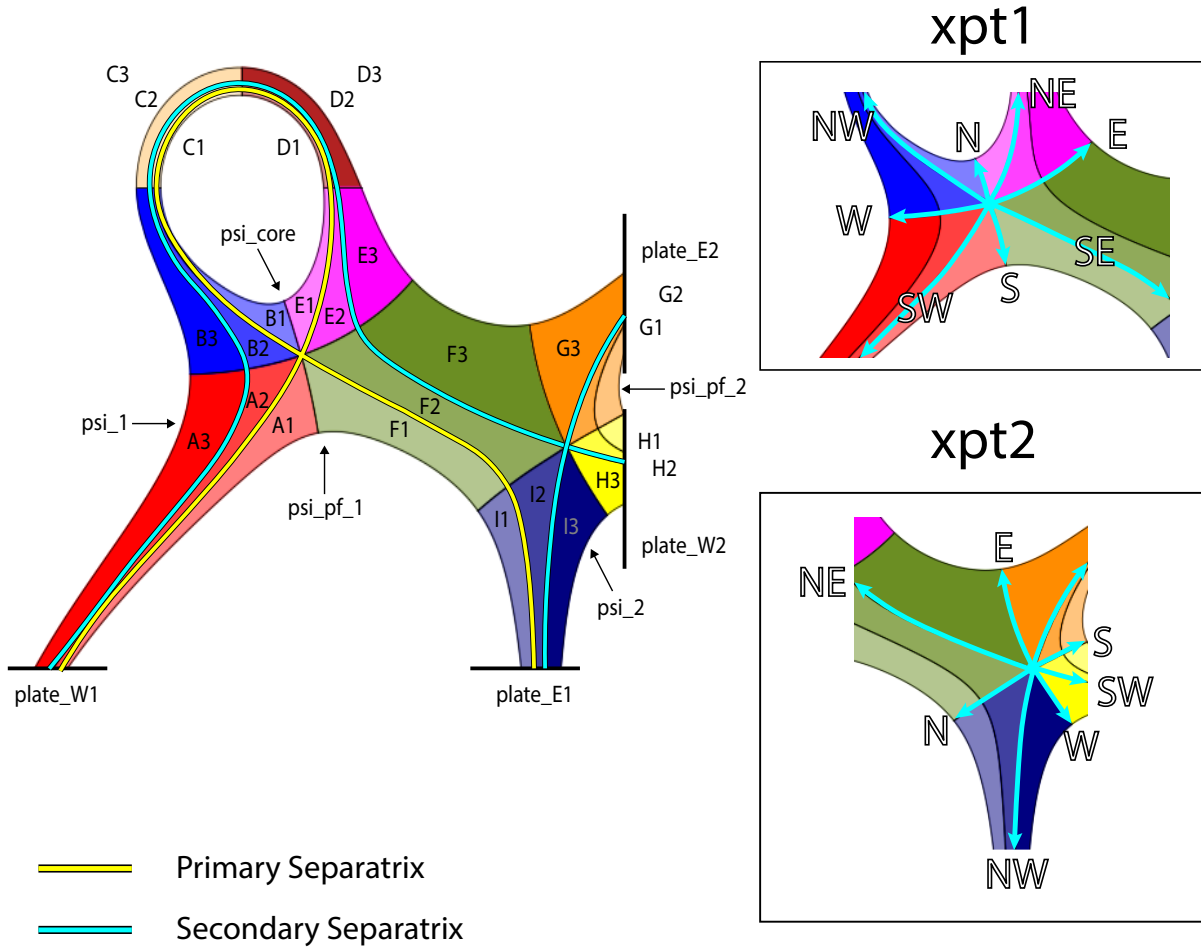 xpt1
C3
D3
C2
D2
C1
D1
NW
NE
N
E
W
SE
S
SW
psi_core
E3
plate_E2
G2
G1
B1
E1
E2
B3
B2
F3
G3
psi_pf_2
A2
F2
psi_1
A3
A1
F1
H1
H2
H3
psi_pf_1
I2
I1
I3
plate_W2
psi_2
plate_W1
plate_E1
xpt2
NE
E
S
SW
N
W
NW
Primary Separatrix
Secondary Separatrix